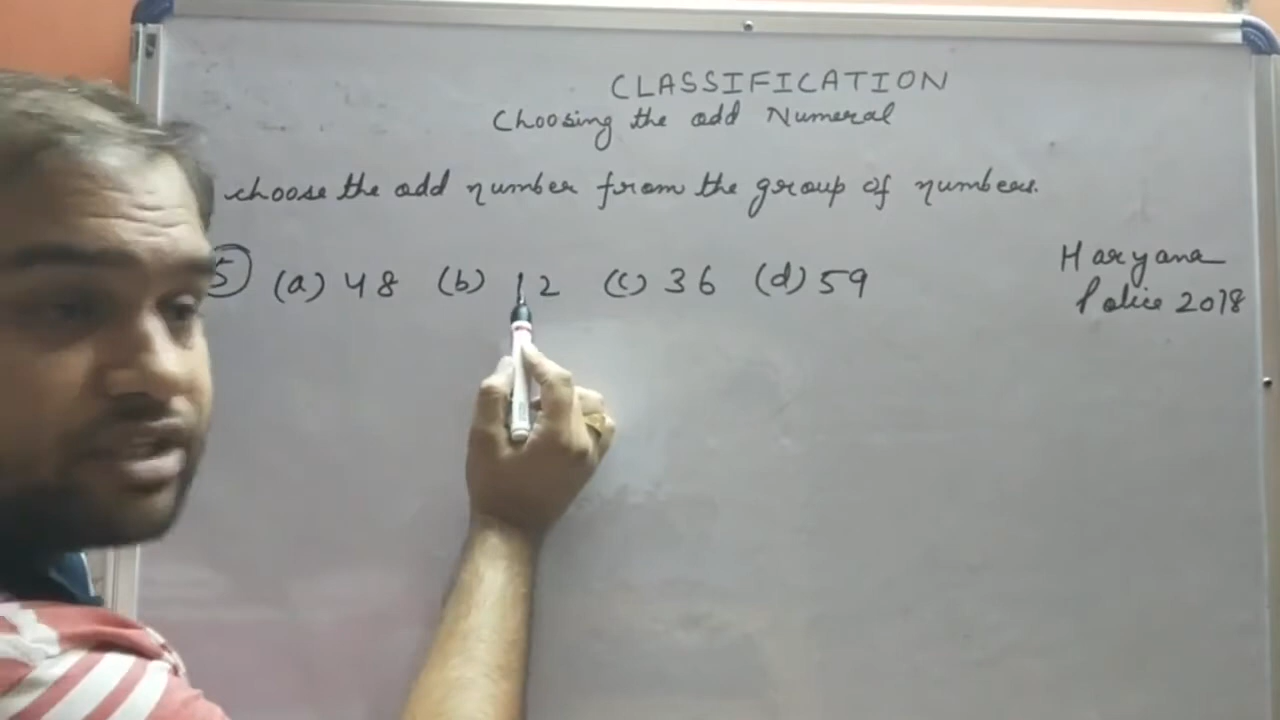 CLASSIFICATION
Choosing the odd Numeral
choose the odd number from the group of numbers.
5 (a) 48 (b) 12 (c) 36 (d) 59
Haryana
Police 2018